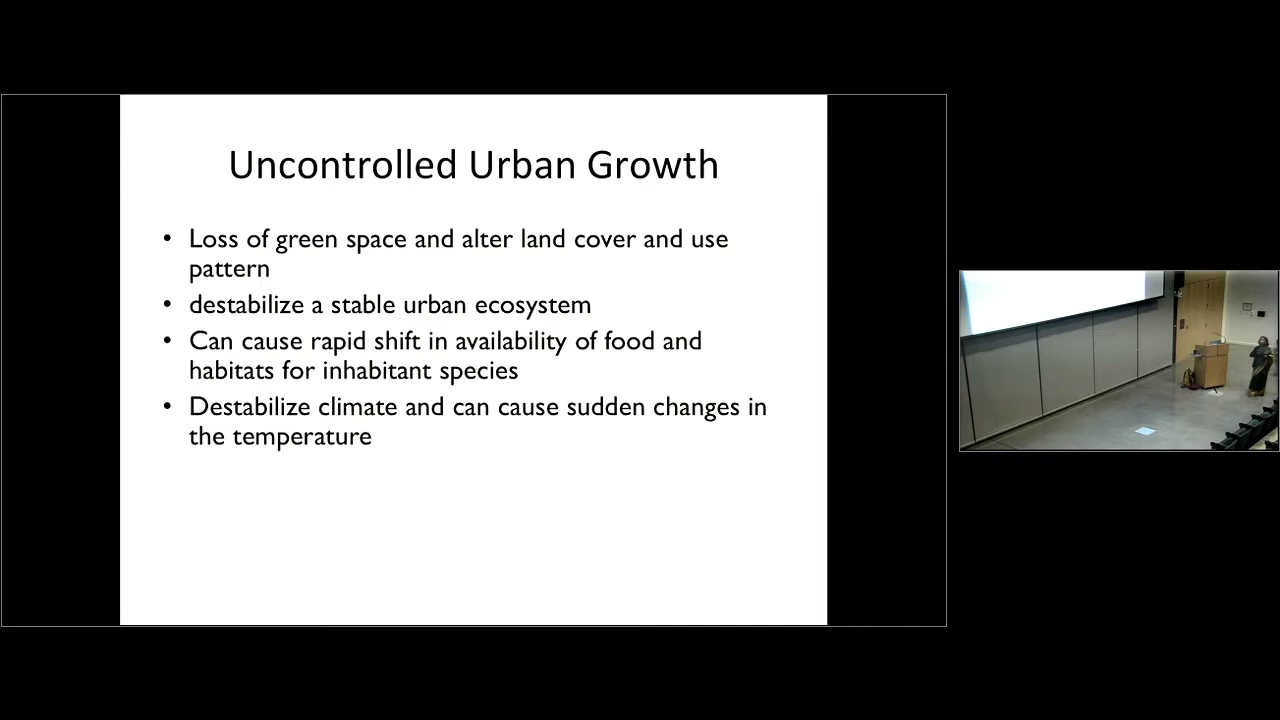 Uncontrolled Urban Growth
• Loss of green space and alter land cover and use
pattern
• destabilize a stable urban ecosystem
• Can cause rapid shift in availability of food and
habitats for inhabitant species
• Destabilize climate and can cause sudden changes in
the temperature